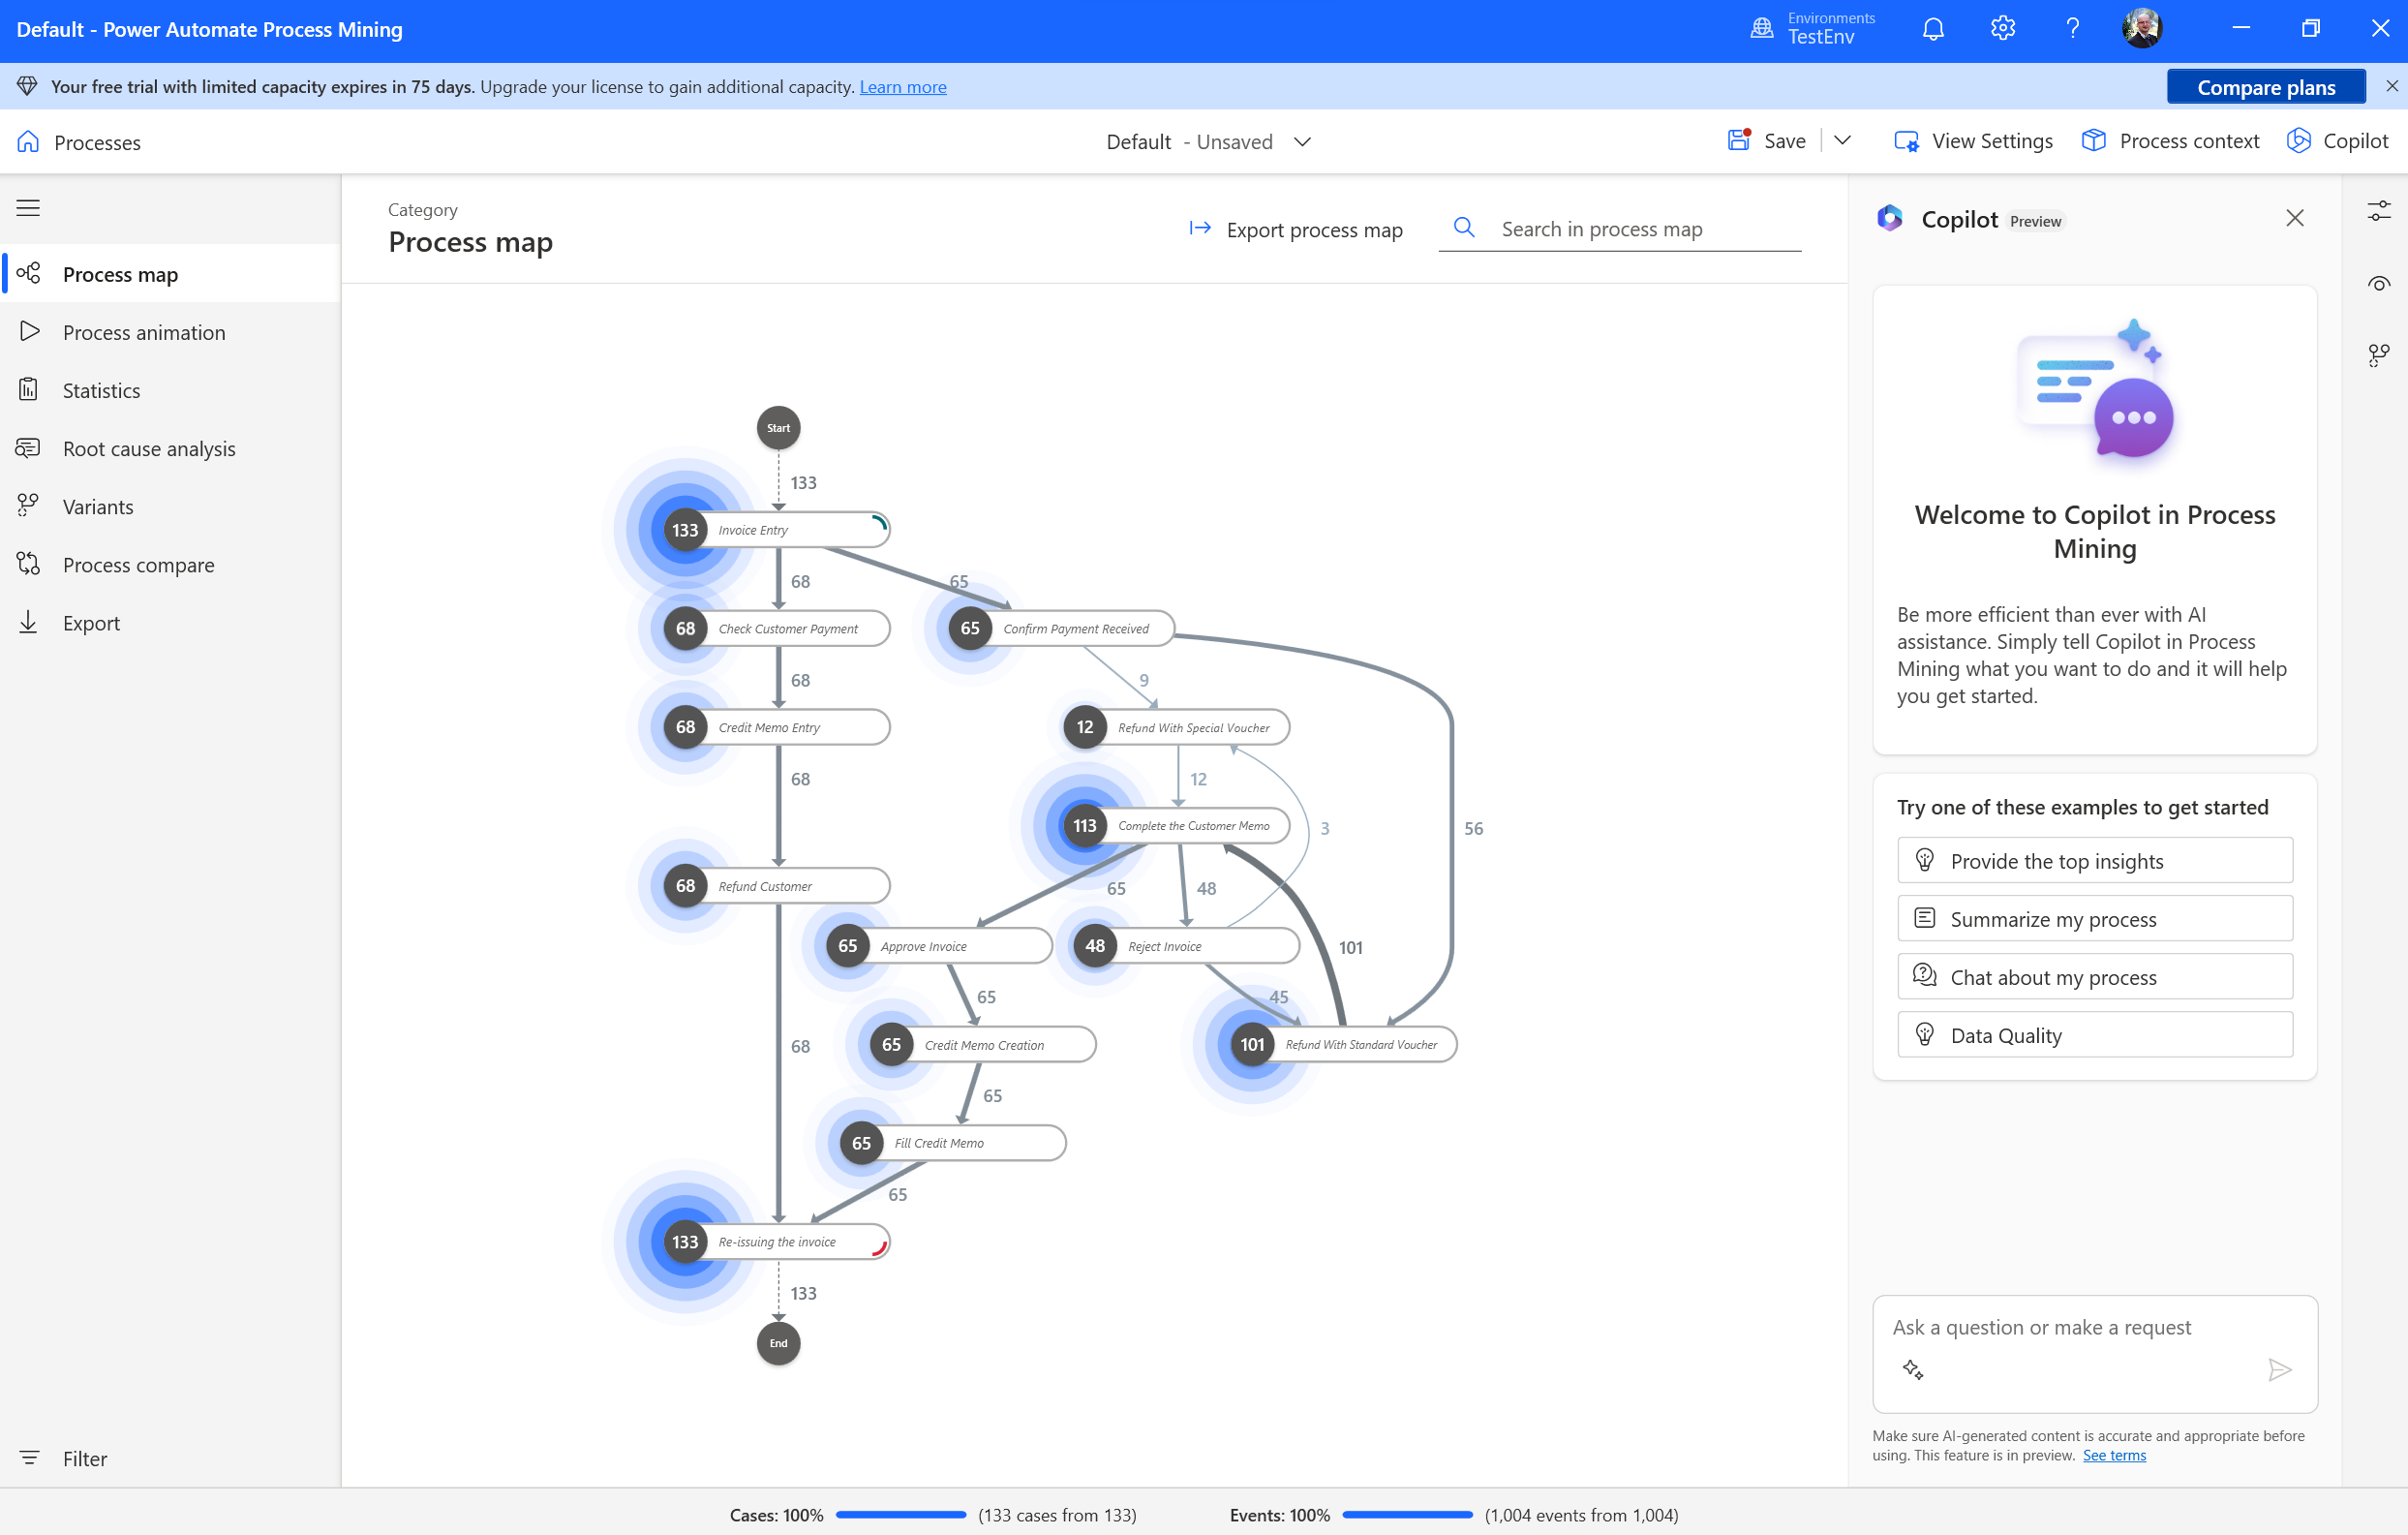 Default - Power Automate Process Mining
Environments
TestEnv
Your free trial with limited capacity expires in 75 days. Upgrade your license to gain additional capacity. Learn more
Compare plans
Processes
Default - Unsaved
Save
View Settings
Process context
Copilot
Process map
Process animation
Statistics
Root cause analysis
Variants
Process compare
Export
Filter
Category
Process map
Export process map
Search in process map
Start
133
133 Invoice Entry
68
65
68 Check Customer Payment
65 Confirm Payment Received
68
9
68 Credit Memo Entry
12 Refund With Special Voucher
68
12
113 Complete the Customer Memo
3
56
68 Refund Customer
65
48
65 Approve Invoice
48 Reject Invoice
101
65
45
68
65 Credit Memo Creation
101 Refund With Standard Voucher
65
65 Fill Credit Memo
65
133 Re-issuing the invoice
133
End
Copilot Preview
Welcome to Copilot in Process
Mining
Be more efficient than ever with AI
assistance. Simply tell Copilot in Process
Mining what you want to do and it will help
you get started.
Try one of these examples to get started
Provide the top insights
Summarize my process
Chat about my process
Data Quality
Ask a question or make a request
Make sure AI-generated content is accurate and appropriate before
using. This feature is in preview. See terms
Cases: 100% (133 cases from 133)
Events: 100% (1,004 events from 1,004)